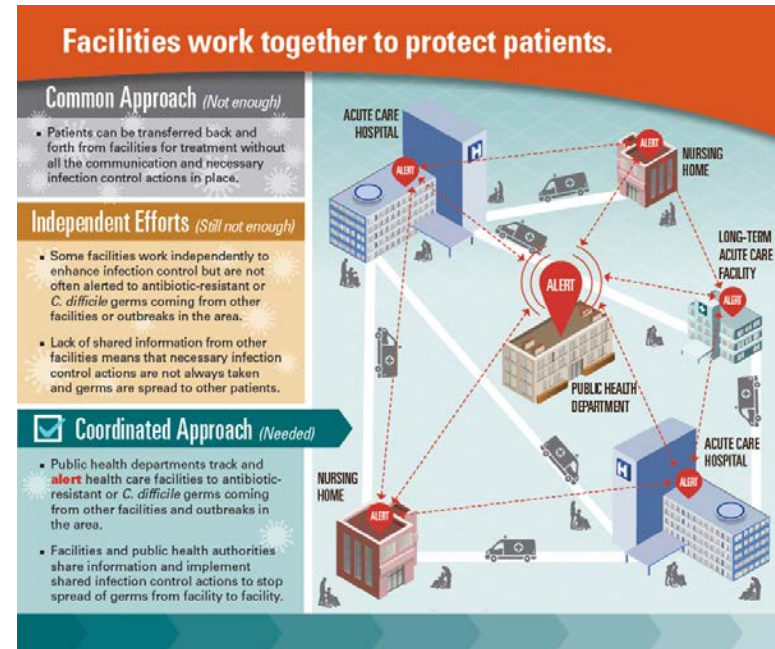 Facilities work together to protect patients.
Common Approach (Not enough)
▪ Patients can be transferred back and
forth from facilities for treatment without
all the communication and necessary
infection control actions in place.
Independent Efforts (Still not enough)
▪ Some facilities work independently to
enhance infection control but are not
often alerted to antibiotic-resistant or
C. difficile germs coming from other
facilities or outbreaks in the area.
▪ Lack of shared information from other
facilities means that necessary infection
control actions are not always taken
and germs are spread to other patients.
Coordinated Approach (Needed)
▪ Public health departments track and
alert health care facilities to antibiotic-
resistant or C. difficile germs coming
from other facilities and outbreaks in
the area.
▪ Facilities and public health authorities
share information and implement
shared infection control actions to stop
spread of germs from facility to facility.
ACUTE CARE
HOSPITAL
ALERT
H
ALERT
NURSING
HOME
LONG-TERM
ACUTE CARE
FACILITY
ALERT
ALERT
PUBLIC HEALTH
DEPARTMENT
NURSING
HOME
ALERT
ACUTE CARE
HOSPITAL
H
ALERT